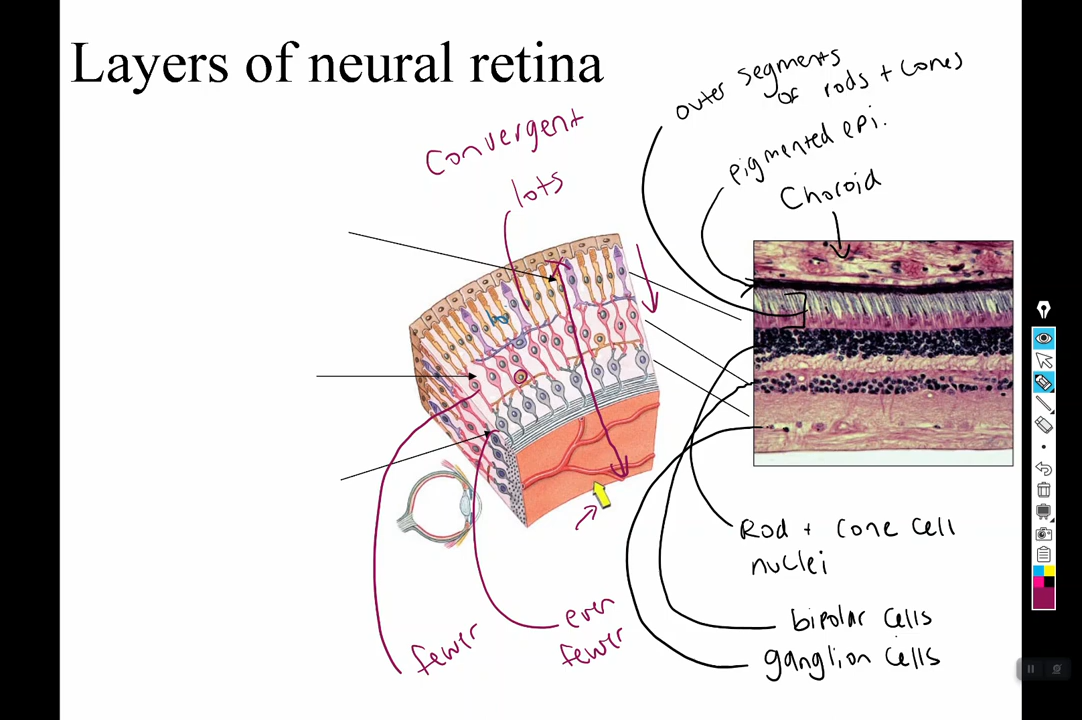 Layers of neural retina
outer segments
of rods + cones
pigmented epi.
Choroid
Convergent
lots
Rod + cone cell
nuclei
bipolar cells
ganglion cells
fewer
even
fewer